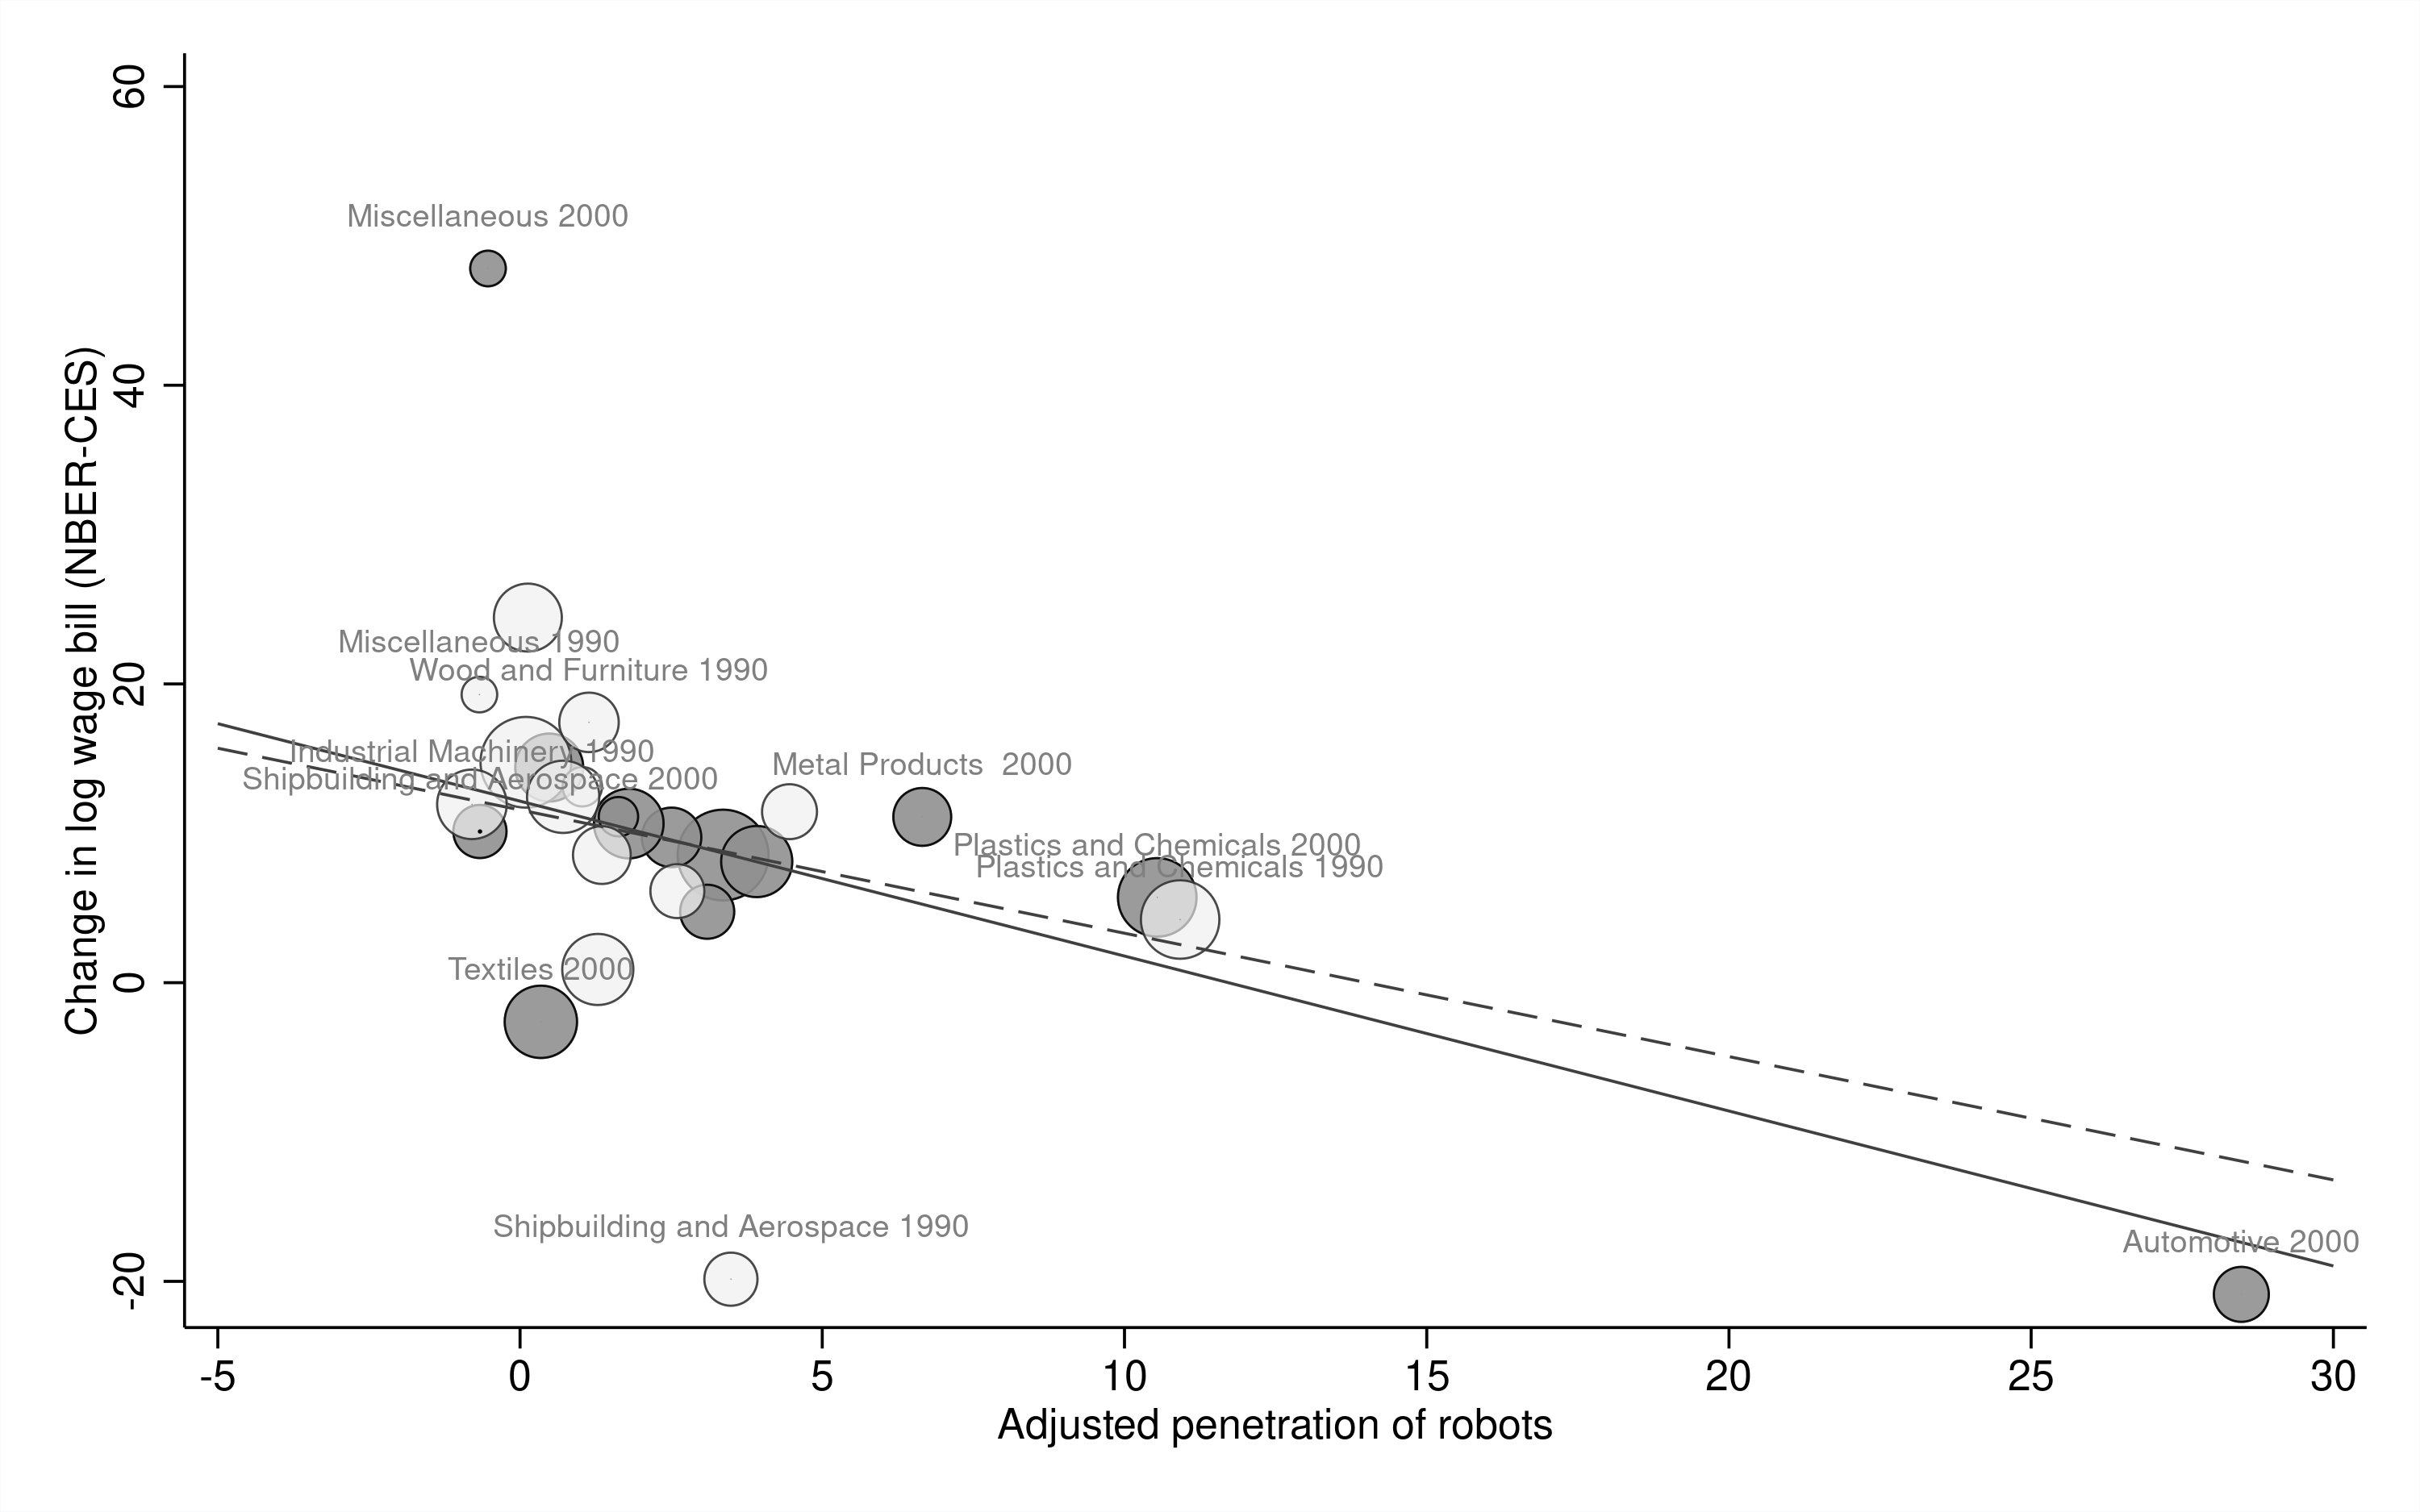 60
40
20
0
-20
Change in log wage bill (NBER-CES)
Miscellaneous 2000
Miscellaneous 1990
Wood and Furniture 1990
Industrial Machinery 1990
Shipbuilding and Aerospace 2000
Metal Products  2000
Plastics and Chemicals 2000
Plastics and Chemicals 1990
Textiles 2000
Shipbuilding and Aerospace 1990
Automotive 2000
-5 0 5 10 15 20 25 30
Adjusted penetration of robots